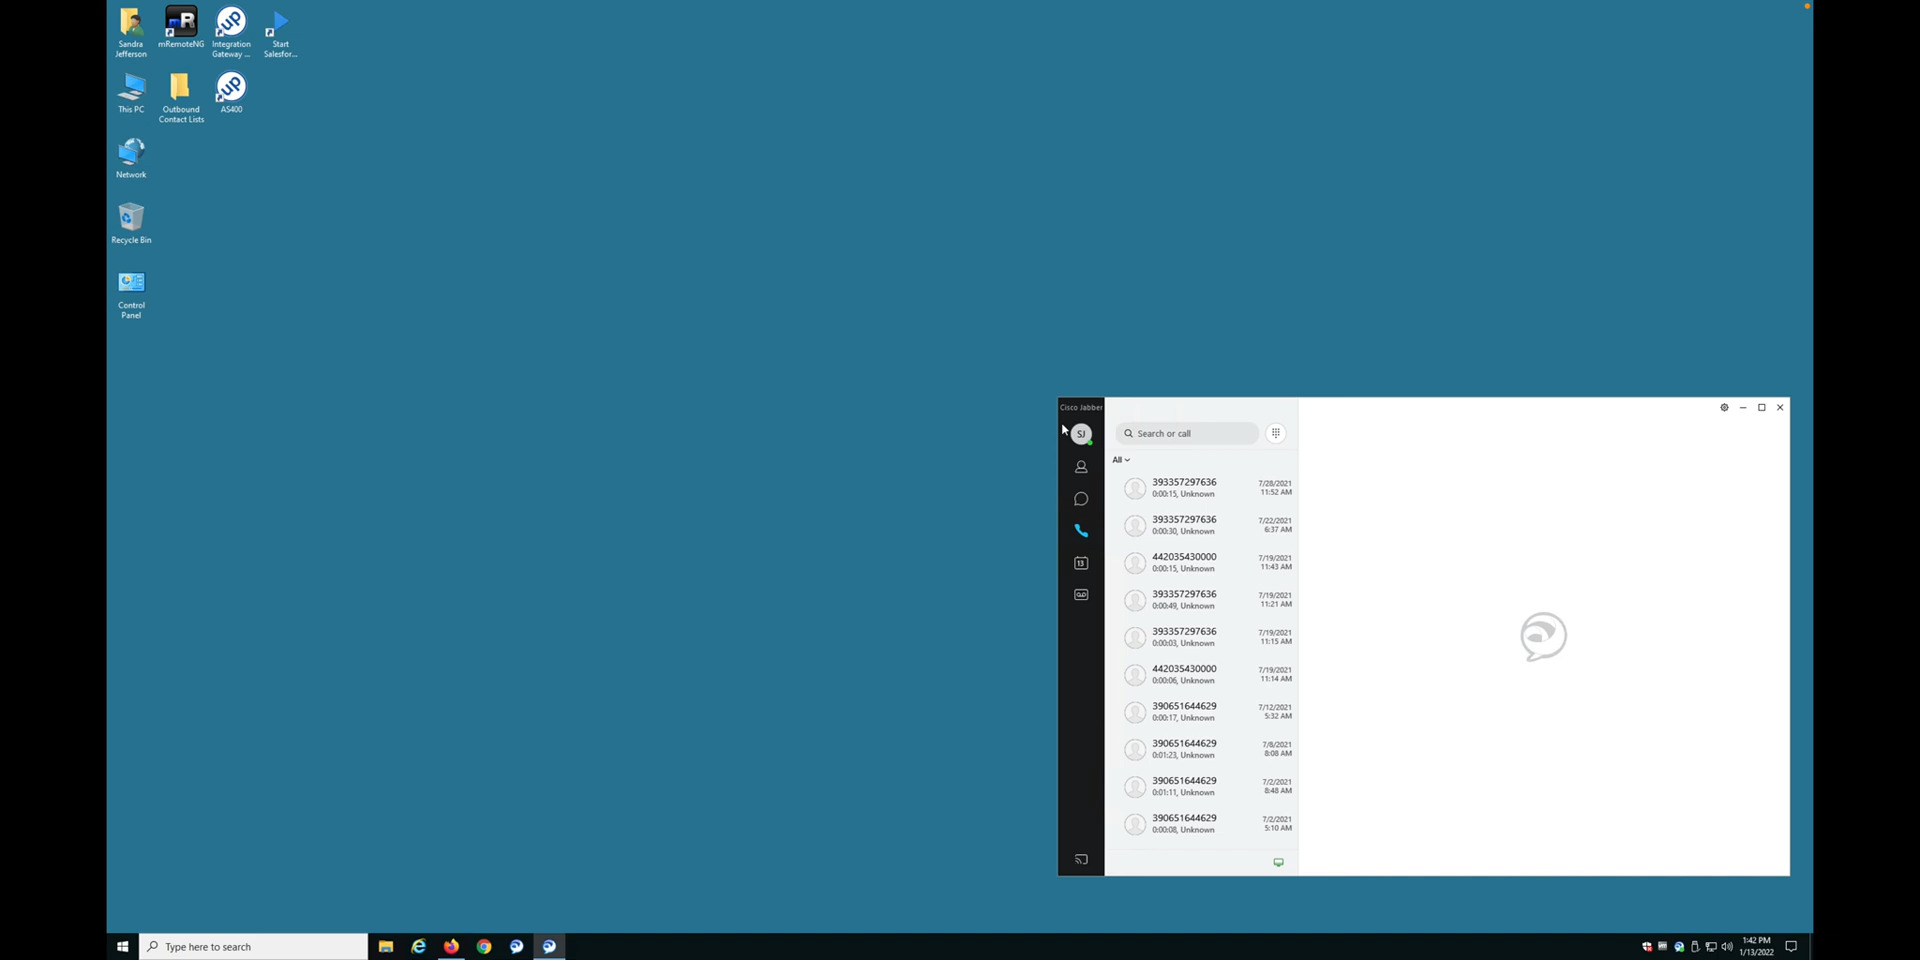 Sandra
Jefferson
mRemoteNG
Integration
Gateway ...
Start
Salesfor...
This PC
Outbound
Contact Lists
AS400
Network
Recycle Bin
Control
Panel
mR
up
up
Cisco Jabber
SJ
Search or call
All
13
393357297636
0:00:15, Unknown
7/28/2021
11:52 AM
393357297636
0:00:30, Unknown
7/22/2021
6:37 AM
442035430000
0:00:15, Unknown
7/19/2021
11:43 AM
393357297636
0:00:49, Unknown
7/19/2021
11:21 AM
393357297636
0:00:03, Unknown
7/19/2021
11:15 AM
442035430000
0:00:06, Unknown
7/19/2021
11:14 AM
390651644629
0:00:17, Unknown
7/12/2021
5:32 AM
390651644629
0:01:23, Unknown
7/8/2021
8:08 AM
390651644629
0:01:11, Unknown
7/2/2021
8:48 AM
390651644629
0:00:08, Unknown
7/2/2021
5:10 AM
Type here to search
1:42 PM
1/13/2022